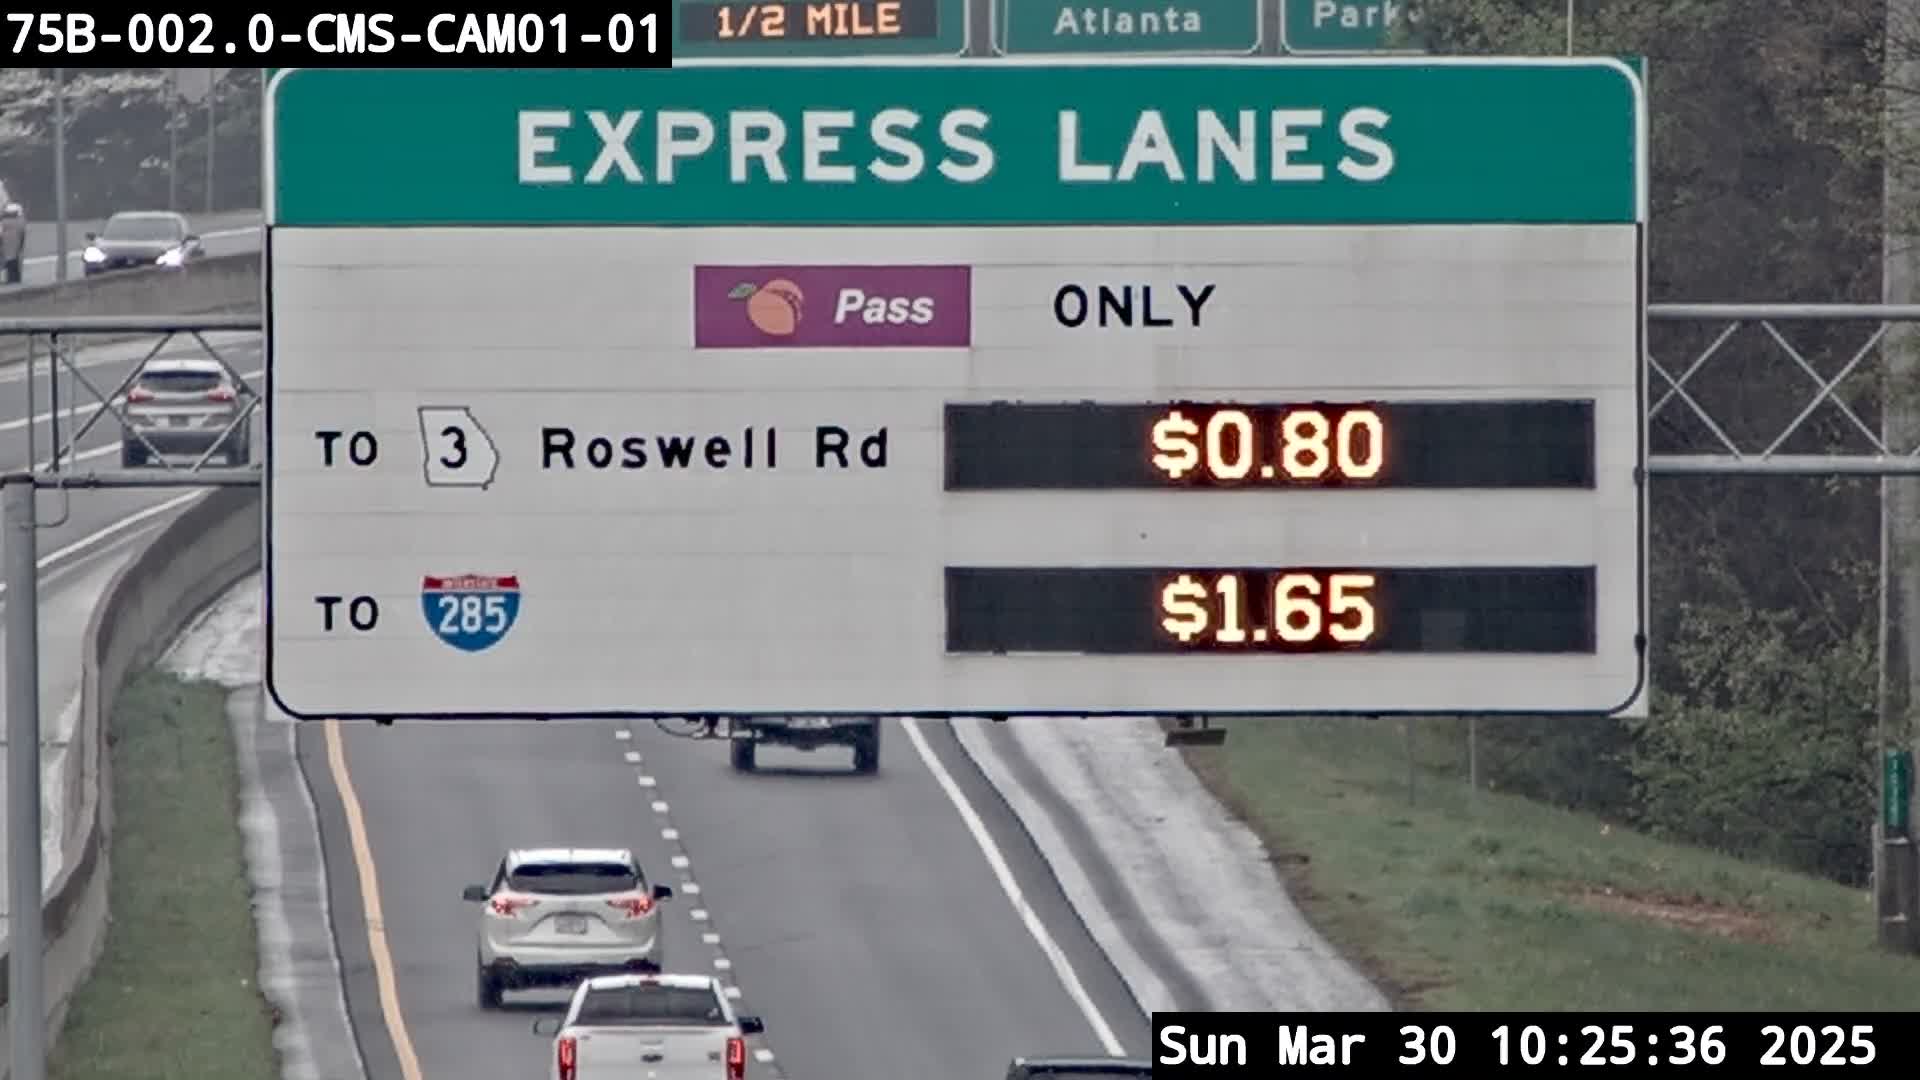 75B-002.0-CMS-CAM01-01
1/2 MILE
Atlanta
EXPRESS LANES
Pass ONLY
TO 3 Roswell Rd $0.80
TO INTERSTATE 285 $1.65
Sun Mar 30 10:25:36 2025